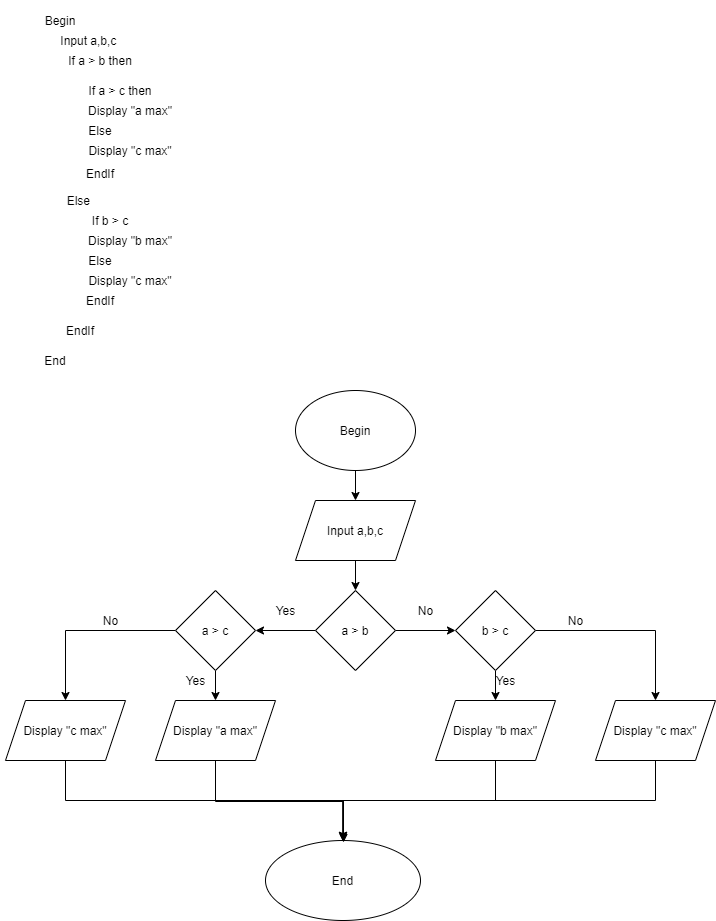 Begin
Input a,b,c
If a > b then
If a > c then
Display "a max"
Else
Display "c max"
EndIf
Else
If b > c
Display "b max"
Else
Display "c max"
EndIf
EndIf
End
Begin
Input a,b,c
No
Yes
No
No
a > c
a > b
b > c
Yes
Yes
Display "c max"
Display "a max"
Display "b max"
Display "c max"
End